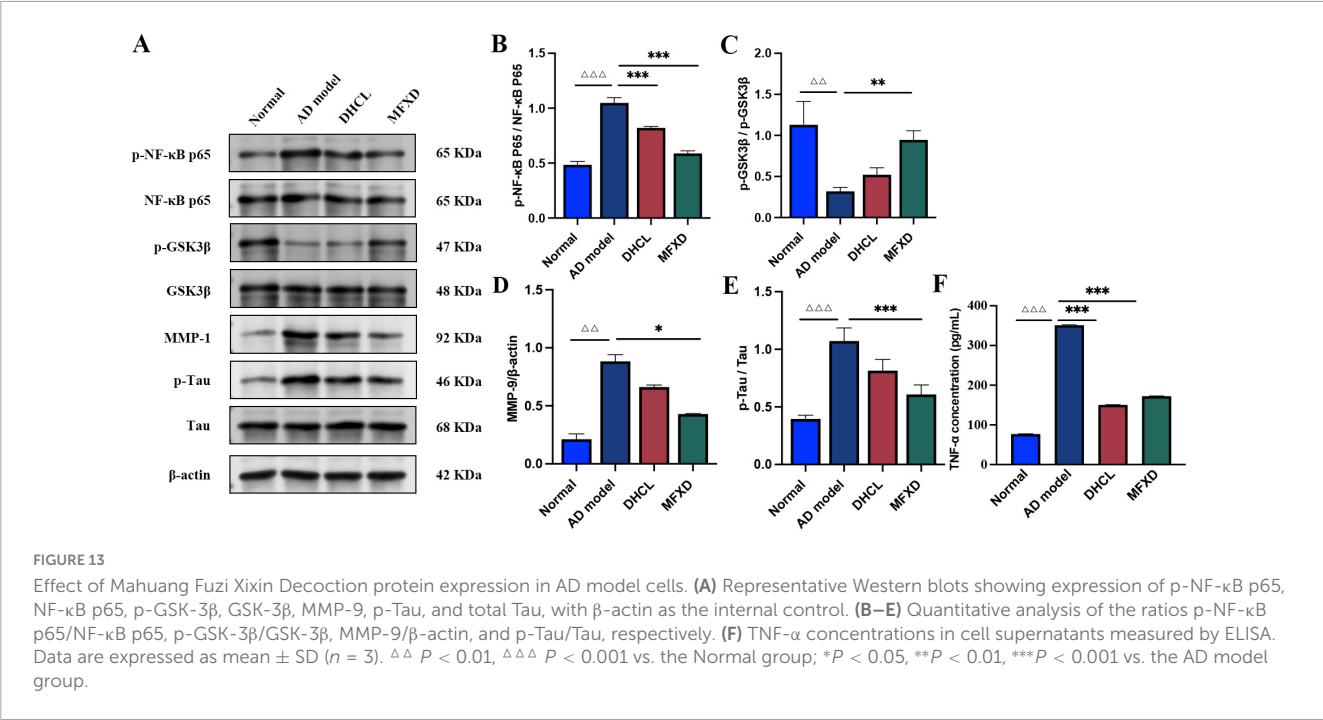 A
Normal
AD model
DHCL
MFXD
p-NF-κB p65
65 KDa
NF-κB p65
65 KDa
p-GSK3β
47 KDa
GSK3β
48 KDa
MMP-1
92 KDa
p-Tau
46 KDa
Tau
68 KDa
β-actin
42 KDa
B
p-NF-κB P65 / NF-κB P65
1.5
1.0
0.5
0.0
△△△
***
***
Normal
AD model
DHCL
MFXD
C
p-GSK3β / p-GSK3β
2.0
1.5
1.0
0.5
0.0
△△
**
Normal
AD model
DHCL
MFXD
D
MMP-9/β-actin
1.5
1.0
0.5
0.0
△△
*
Normal
AD model
DHCL
MFXD
E
p-Tau / Tau
1.5
1.0
0.5
0.0
△△△
***
Normal
AD model
DHCL
MFXD
F
TNF-α concentration (pg/mL)
400
300
200
100
0
△△△
***
***
Normal
AD model
DHCL
MFXD
FIGURE 13
Effect of Mahuang Fuzi Xixin Decoction protein expression in AD model cells. (A) Representative Western blots showing expression of p-NF-κB p65,
NF-κB p65, p-GSK-3β, GSK-3β, MMP-9, p-Tau, and total Tau, with β-actin as the internal control. (B–E) Quantitative analysis of the ratios p-NF-κB
p65/NF-κB p65, p-GSK-3β/GSK-3β, MMP-9/β-actin, and p-Tau/Tau, respectively. (F) TNF-α concentrations in cell supernatants measured by ELISA.
Data are expressed as mean ± SD (n = 3). △△ P < 0.01, △△△ P < 0.001 vs. the Normal group; *P < 0.05, **P < 0.01, ***P < 0.001 vs. the AD model
group.